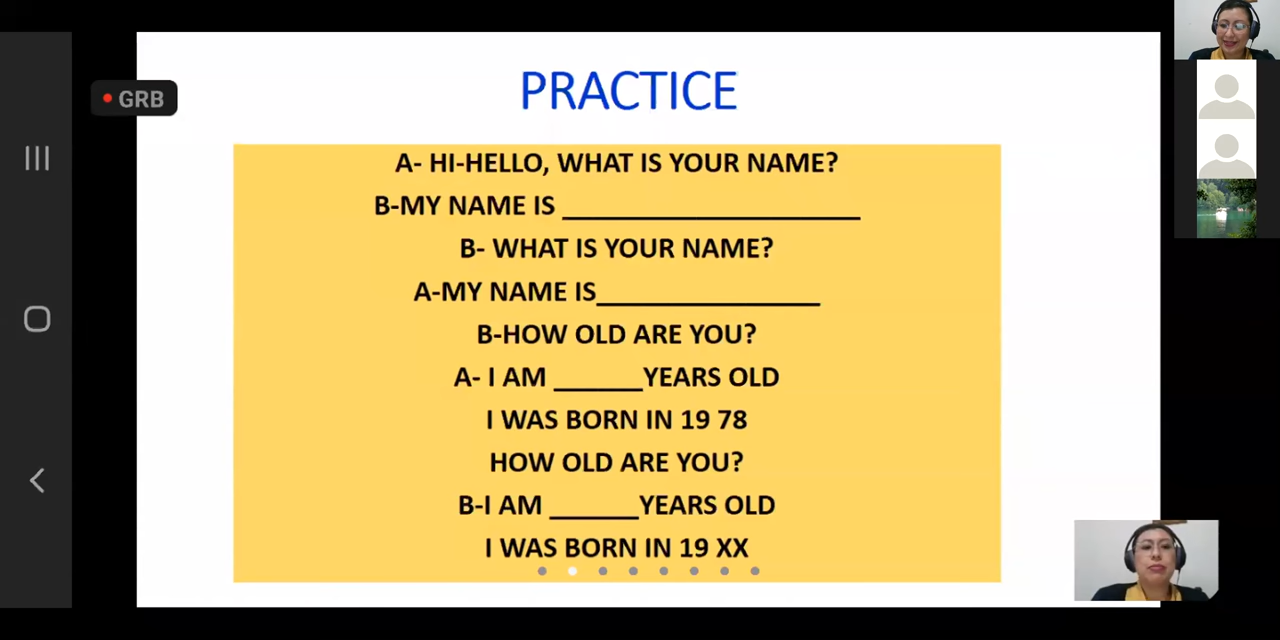 GRB
PRACTICE
A- HI-HELLO, WHAT IS YOUR NAME?
B-MY NAME IS ____________________
B- WHAT IS YOUR NAME?
A-MY NAME IS_______________
B-HOW OLD ARE YOU?
A- I AM ______YEARS OLD
I WAS BORN IN 19 78
HOW OLD ARE YOU?
B-I AM ______YEARS OLD
I WAS BORN IN 19 XX